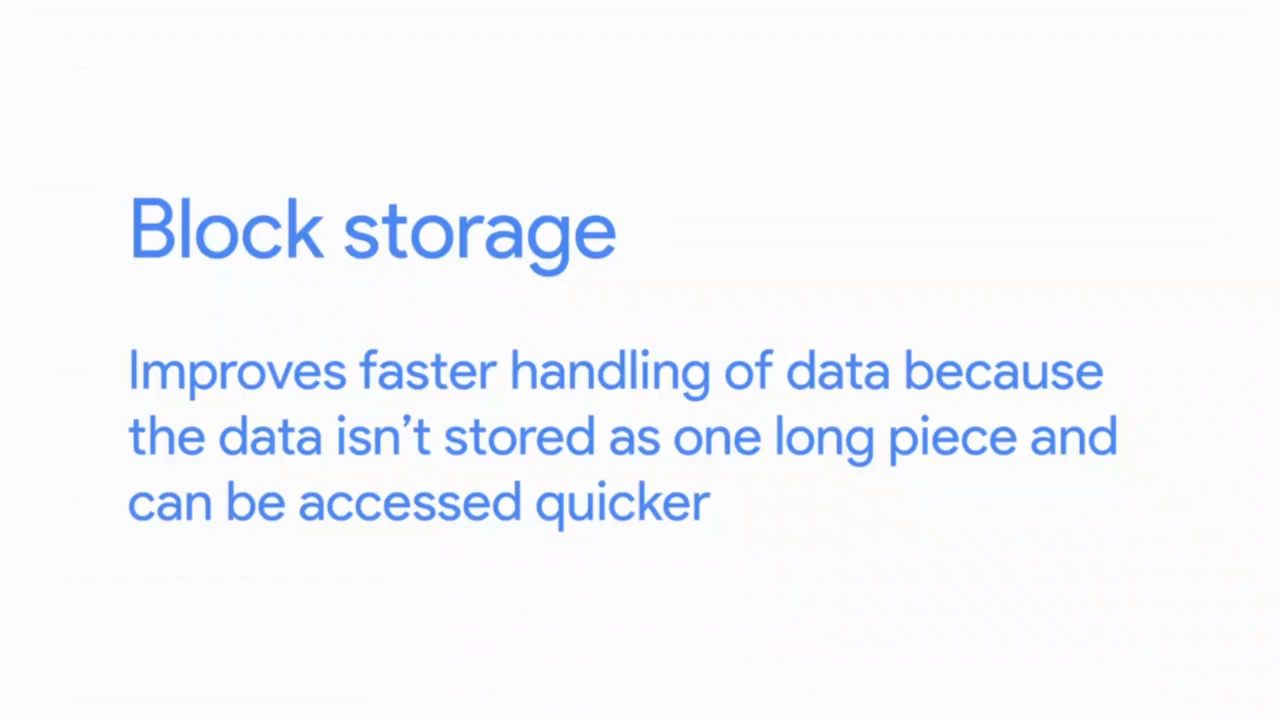 Block storage
Improves faster handling of data because
the data isn’t stored as one long piece and
can be accessed quicker